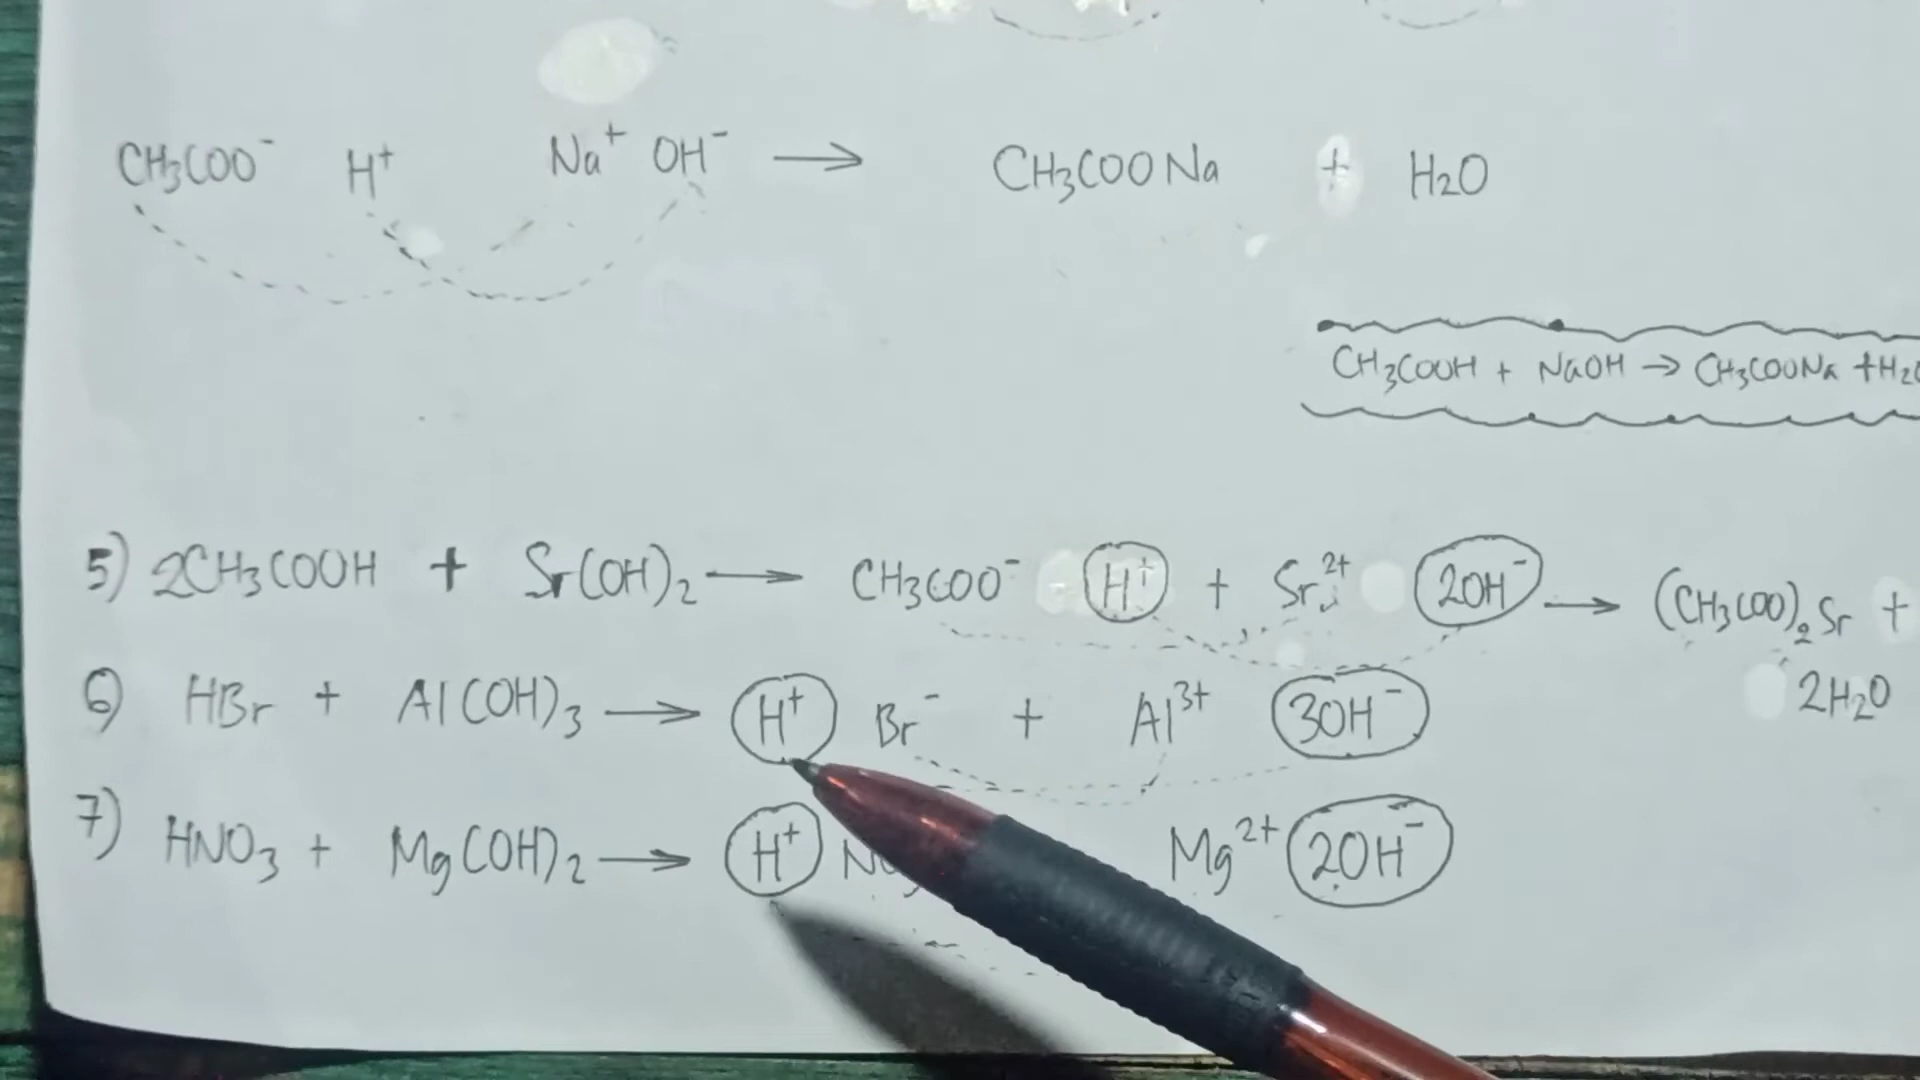 CH₃COO⁻ H⁺ Na⁺ OH⁻ → CH₃COONa + H₂O
CH₃COOH + NaOH → CH₃COONa + H₂O
5) 2CH₃COOH + Sr(OH)₂ → CH₃COO⁻ H⁺ + Sr²⁺ 2OH⁻ → (CH₃COO)₂Sr +
2H₂O
6) HBr + Al(OH)₃ → H⁺ Br⁻ + Al³⁺ 3OH⁻
7) HNO₃ + Mg(OH)₂ → H⁺ Mg²⁺ 2OH⁻